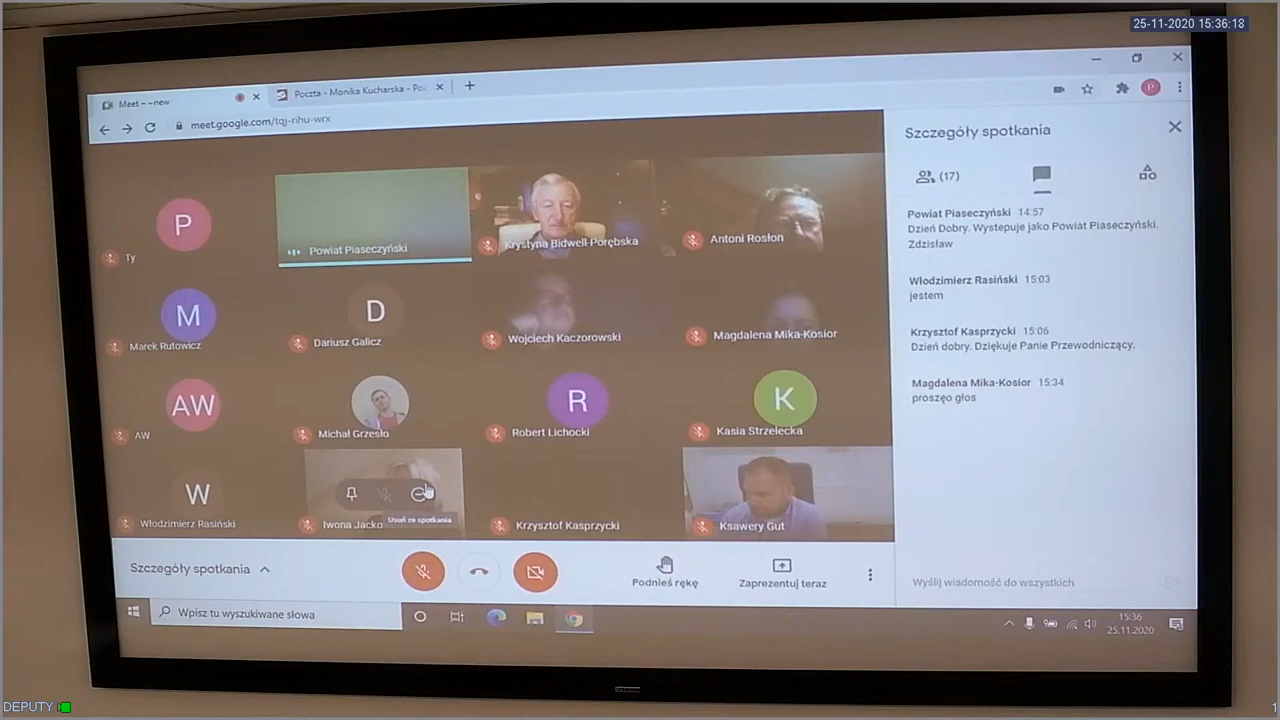 25-11-2020 15:36:18
Meet – ~new
Poczta - Monika Kucharska - Po:
meet.google.com/tqj-rihu-wrx
P
Szczegóły spotkania
(17)
P
Ty
Powiat Piaseczyński
Krystyna Bidwell-Porębska
Antoni Rosłon
Powiat Piaseczyński 14:57
Dzień Dobry. Wystepuje jako Powiat Piaseczyński.
Zdzisław
Włodzimierz Rasiński 15:03
jestem
Krzysztof Kasprzycki 15:06
Dzień dobry. Dziękuje Panie Przewodniczący.
Magdalena Mika-Kosior 15:34
proszęo głos
M
Marek Rutowicz
D
Dariusz Galicz
Wojciech Kaczorowski
Magdalena Mika-Kosior
AW
AW
Michał Grzesło
R
Robert Lichocki
K
Kasia Strzelecka
W
Włodzimierz Rasiński
Iwona Jacko
Usuń ze spotkania
Krzysztof Kasprzycki
Ksawery Gut
Szczegóły spotkania
Podnieś rękę
Zaprezentuj teraz
Wyślij wiadomość do wszystkich
Wpisz tu wyszukiwane słowa
15:36
25.11.2020
DEPUTY
1